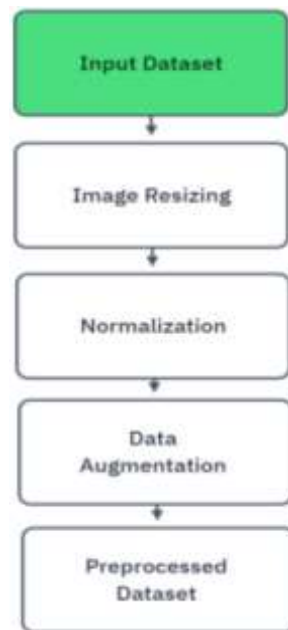 Input Dataset
Image Resizing
Normalization
Data
Augmentation
Preprocessed
Dataset